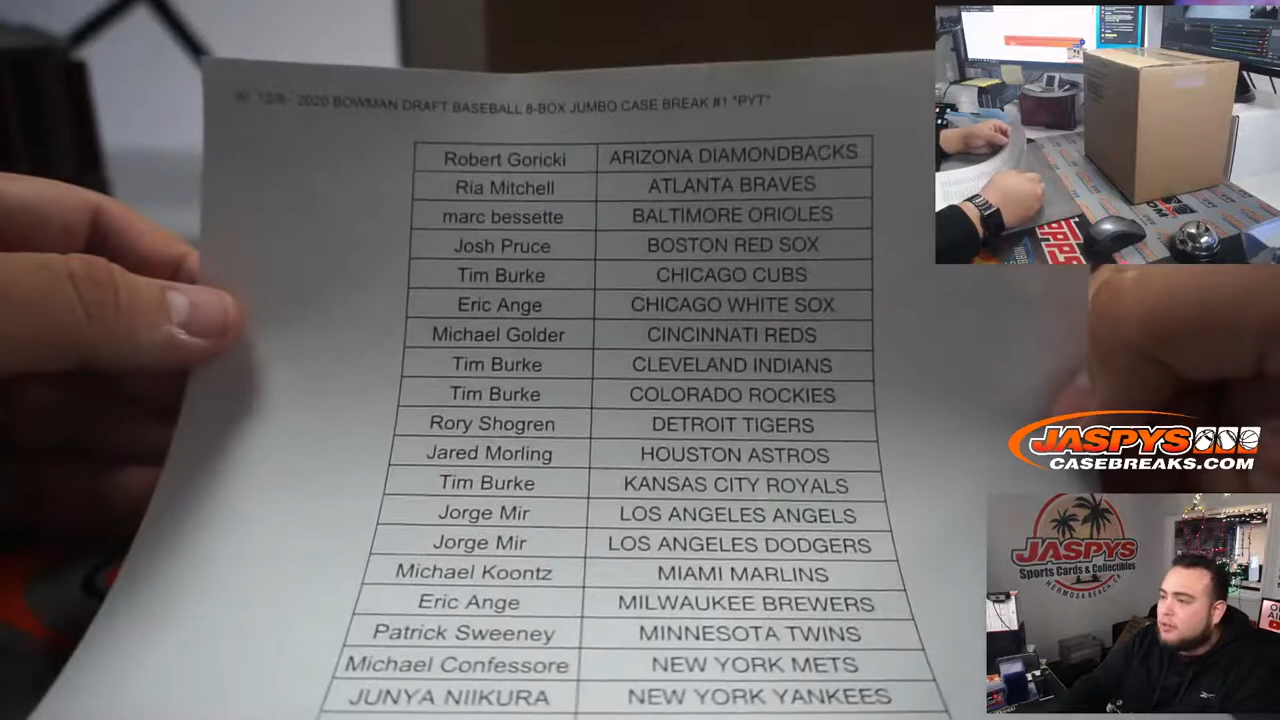 12/8 - 2020 BOWMAN DRAFT BASEBALL 8-BOX JUMBO CASE BREAK #1 "PYT"
Robert Goricki ARIZONA DIAMONDBACKS
Ria Mitchell ATLANTA BRAVES
marc bessette BALTIMORE ORIOLES
Josh Pruce BOSTON RED SOX
Tim Burke CHICAGO CUBS
Eric Ange CHICAGO WHITE SOX
Michael Golder CINCINNATI REDS
Tim Burke CLEVELAND INDIANS
Tim Burke COLORADO ROCKIES
Rory Shogren DETROIT TIGERS
Jared Morling HOUSTON ASTROS
Tim Burke KANSAS CITY ROYALS
Jorge Mir LOS ANGELES ANGELS
Jorge Mir LOS ANGELES DODGERS
Michael Koontz MIAMI MARLINS
Eric Ange MILWAUKEE BREWERS
Patrick Sweeney MINNESOTA TWINS
Michael Confessore NEW YORK METS
JUNYA NIIKURA NEW YORK YANKEES
TOPPS
JASPYS
CASEBREAKS.COM
JASPYS
Sports Cards & Collectibles
HERMOSA BEACH, CA